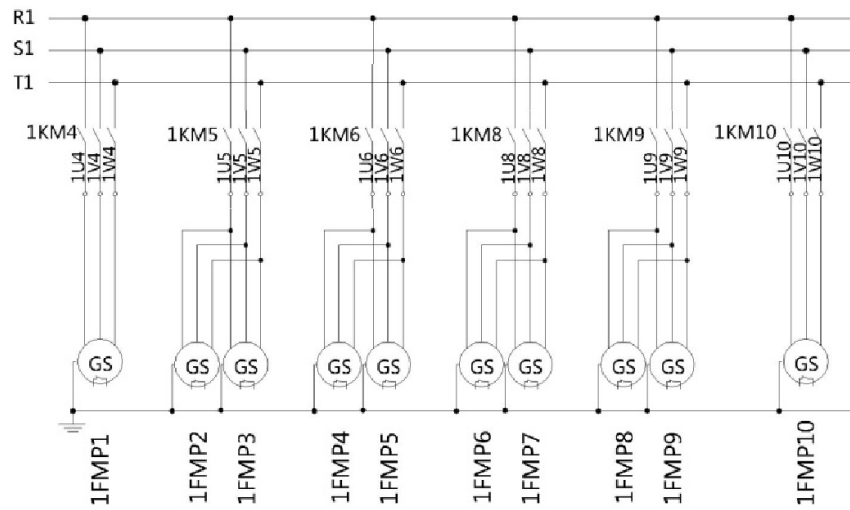 R1
S1
T1
1KM4 1KM5 1KM6 1KM8 1KM9 1KM10
1U4 1V4 1W4 1U5 1V5 1W5 1U6 1V6 1W6 1U8 1V8 1W8 1U9 1V9 1W9 1U10 1V10 1W10
GS GS GS GS GS GS GS GS GS GS
1FMP1 1FMP2 1FMP3 1FMP4 1FMP5 1FMP6 1FMP7 1FMP8 1FMP9 1FMP10